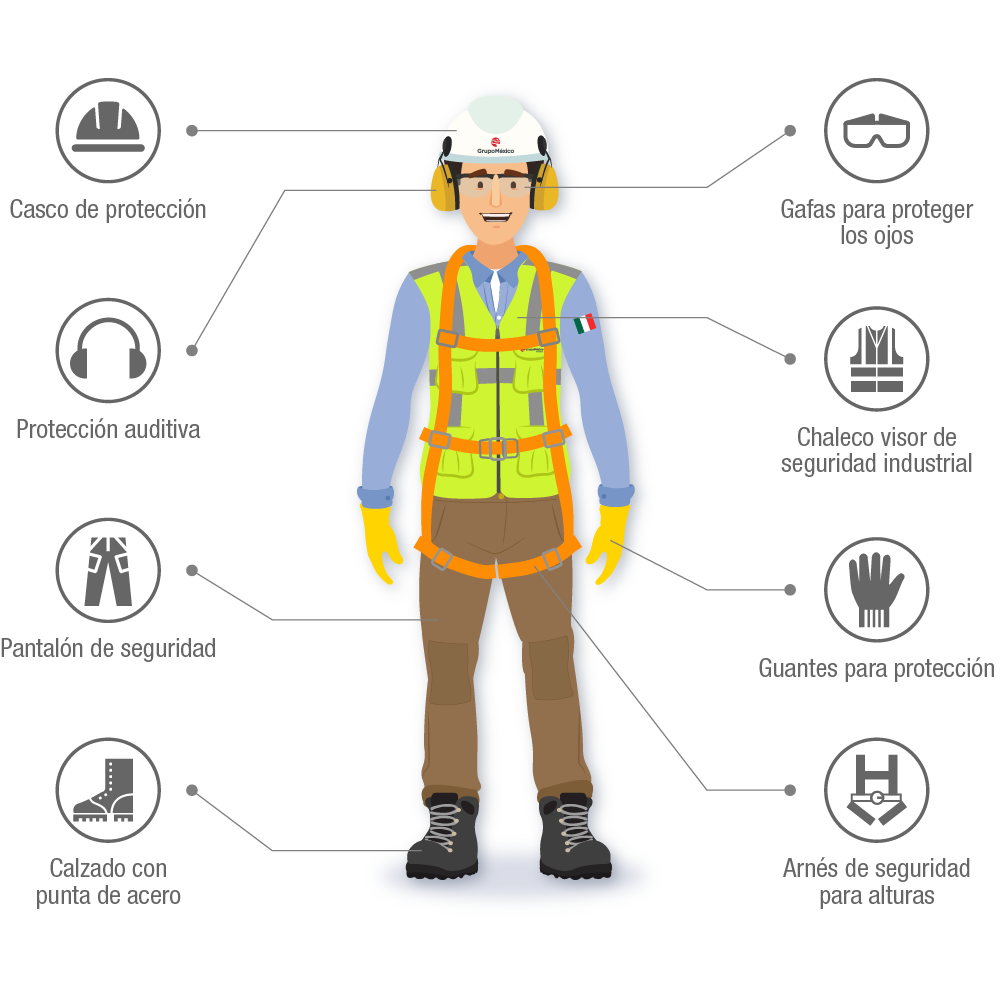 Casco de protección
Gafas para proteger
los ojos
GrupoMéxico
Protección auditiva
Chaleco visor de
seguridad industrial
Pantalón de seguridad
Guantes para protección
Calzado con
punta de acero
Arnés de seguridad
para alturas